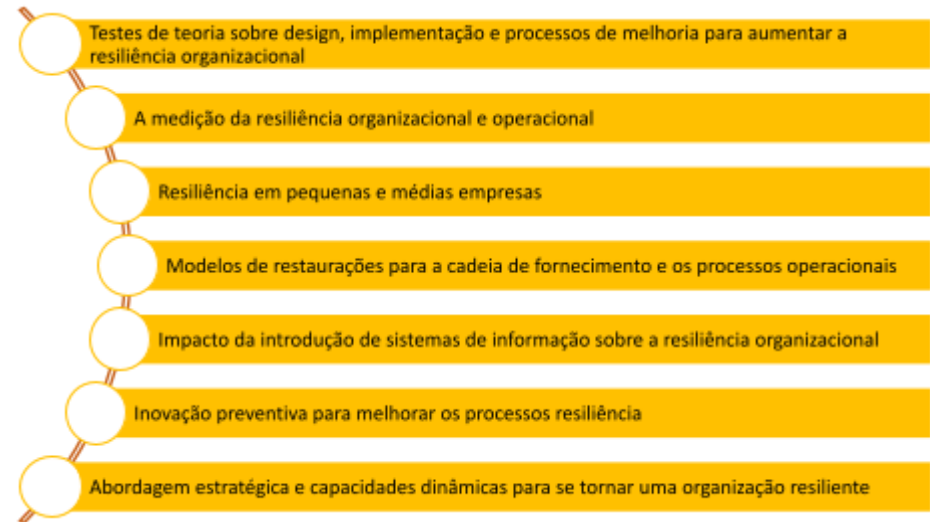 Testes de teoria sobre design, implementação e processos de melhoria para aumentar a
resiliência organizacional
A medição da resiliência organizacional e operacional
Resiliência em pequenas e médias empresas
Modelos de restaurações para a cadeia de fornecimento e os processos operacionais
Impacto da introdução de sistemas de informação sobre a resiliência organizacional
Inovação preventiva para melhorar os processos resiliência
Abordagem estratégica e capacidades dinâmicas para se tornar uma organização resiliente